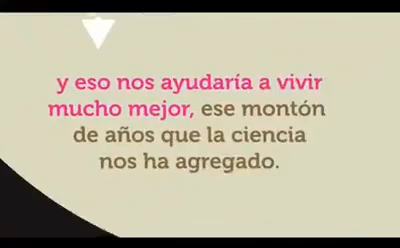 y eso nos ayudaría a vivir
mucho mejor, ese montón
de años que la ciencia
nos ha agregado.